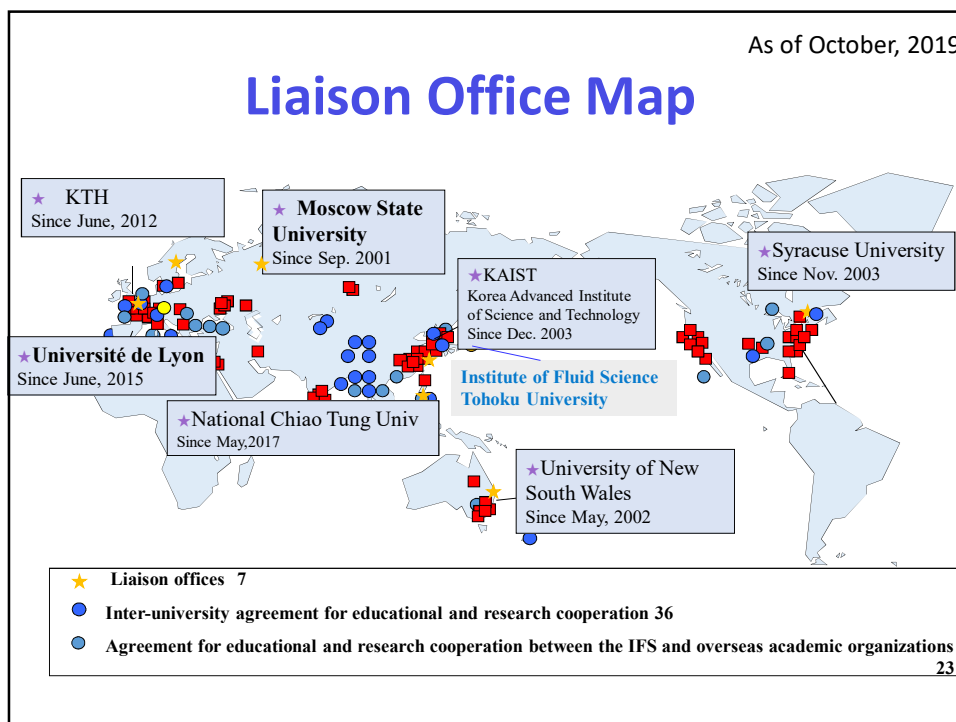 As of October, 2019
Liaison Office Map
★ KTH
Since June, 2012
★ Moscow State
University
Since Sep. 2001
★Syracuse University
Since Nov. 2003
★KAIST
Korea Advanced Institute
of Science and Technology
Since Dec. 2003
★Université de Lyon
Since June, 2015
Institute of Fluid Science
Tohoku University
★National Chiao Tung Univ
Since May,2017
★University of New
South Wales
Since May, 2002
Liaison offices 7
Inter-university agreement for educational and research cooperation 36
Agreement for educational and research cooperation between the IFS and overseas academic organizations
23